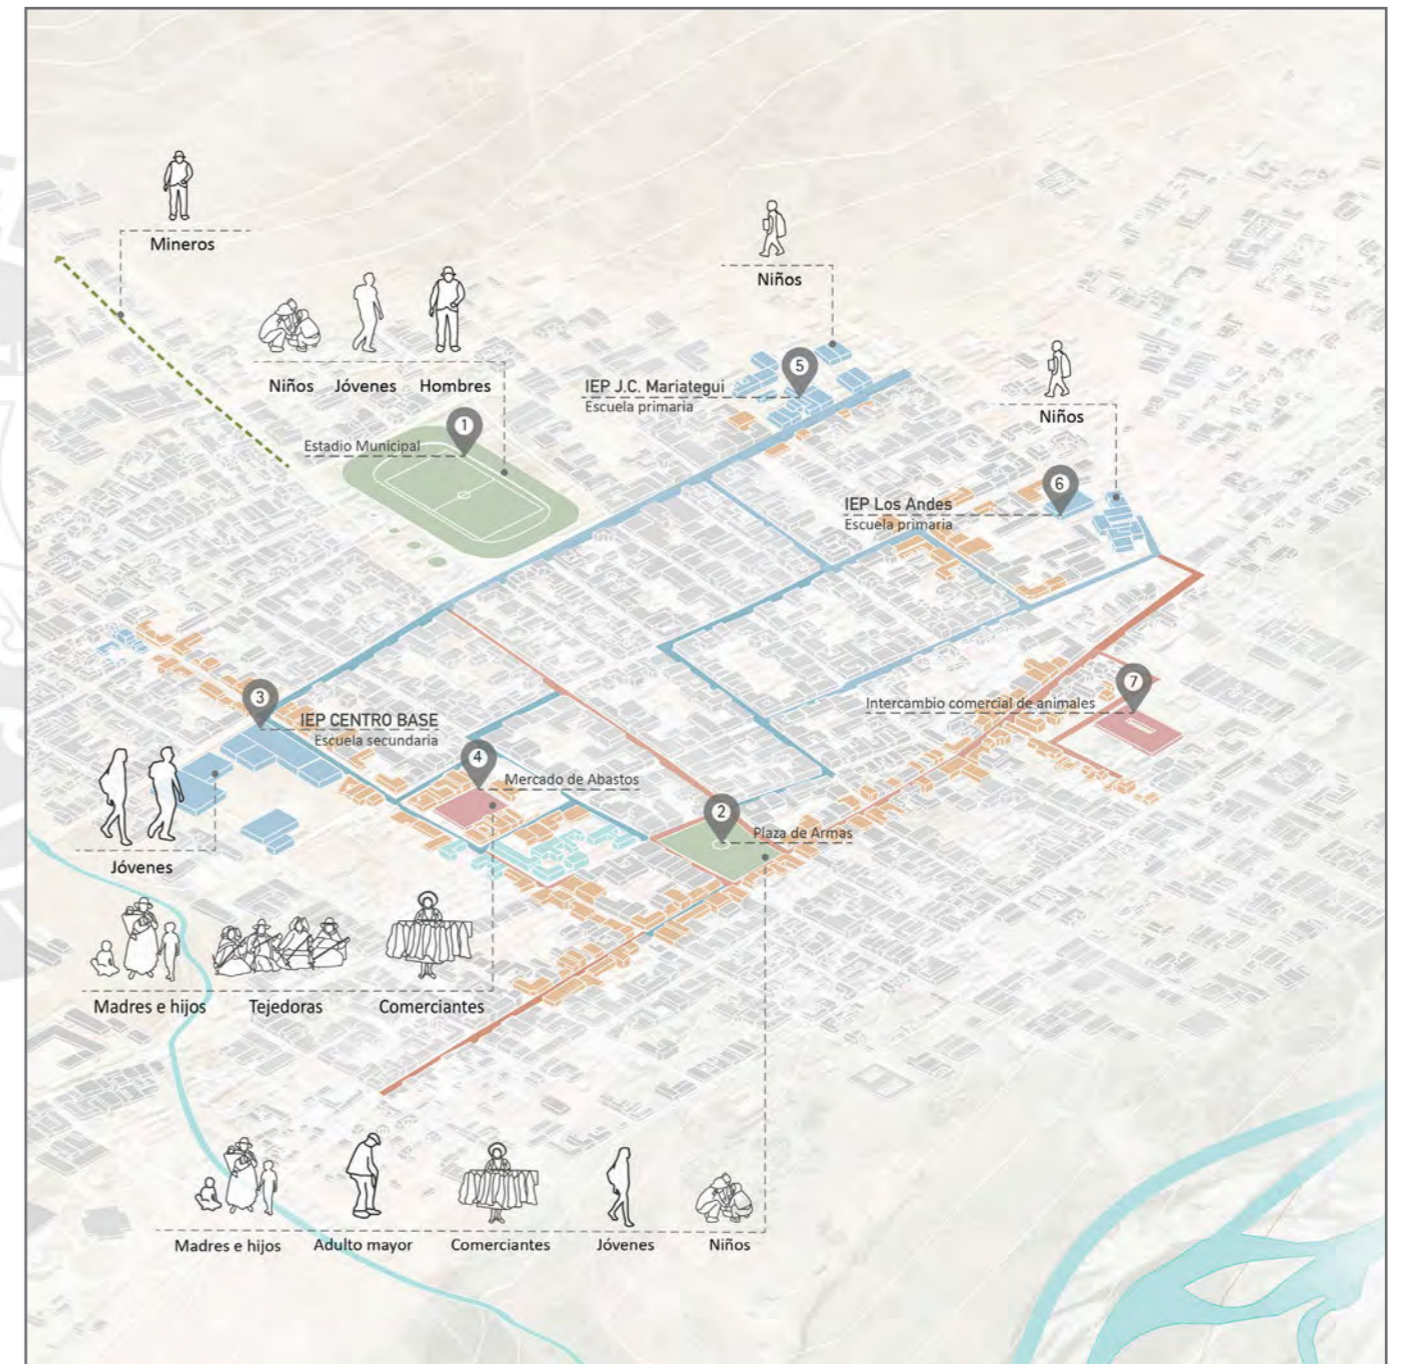 Mineros
Niños
Niños Jóvenes Hombres
5
IEP J.C. Mariategui
Escuela primaria
Niños
1
Estadio Municipal
6
IEP Los Andes
Escuela primaria
3
IEP CENTRO BASE
Escuela secundaria
7
Intercambio comercial de animales
4
Mercado de Abastos
2
Plaza de Armas
Jóvenes
Madres e hijos Tejedoras Comerciantes
Madres e hijos Adulto mayor Comerciantes Jóvenes Niños